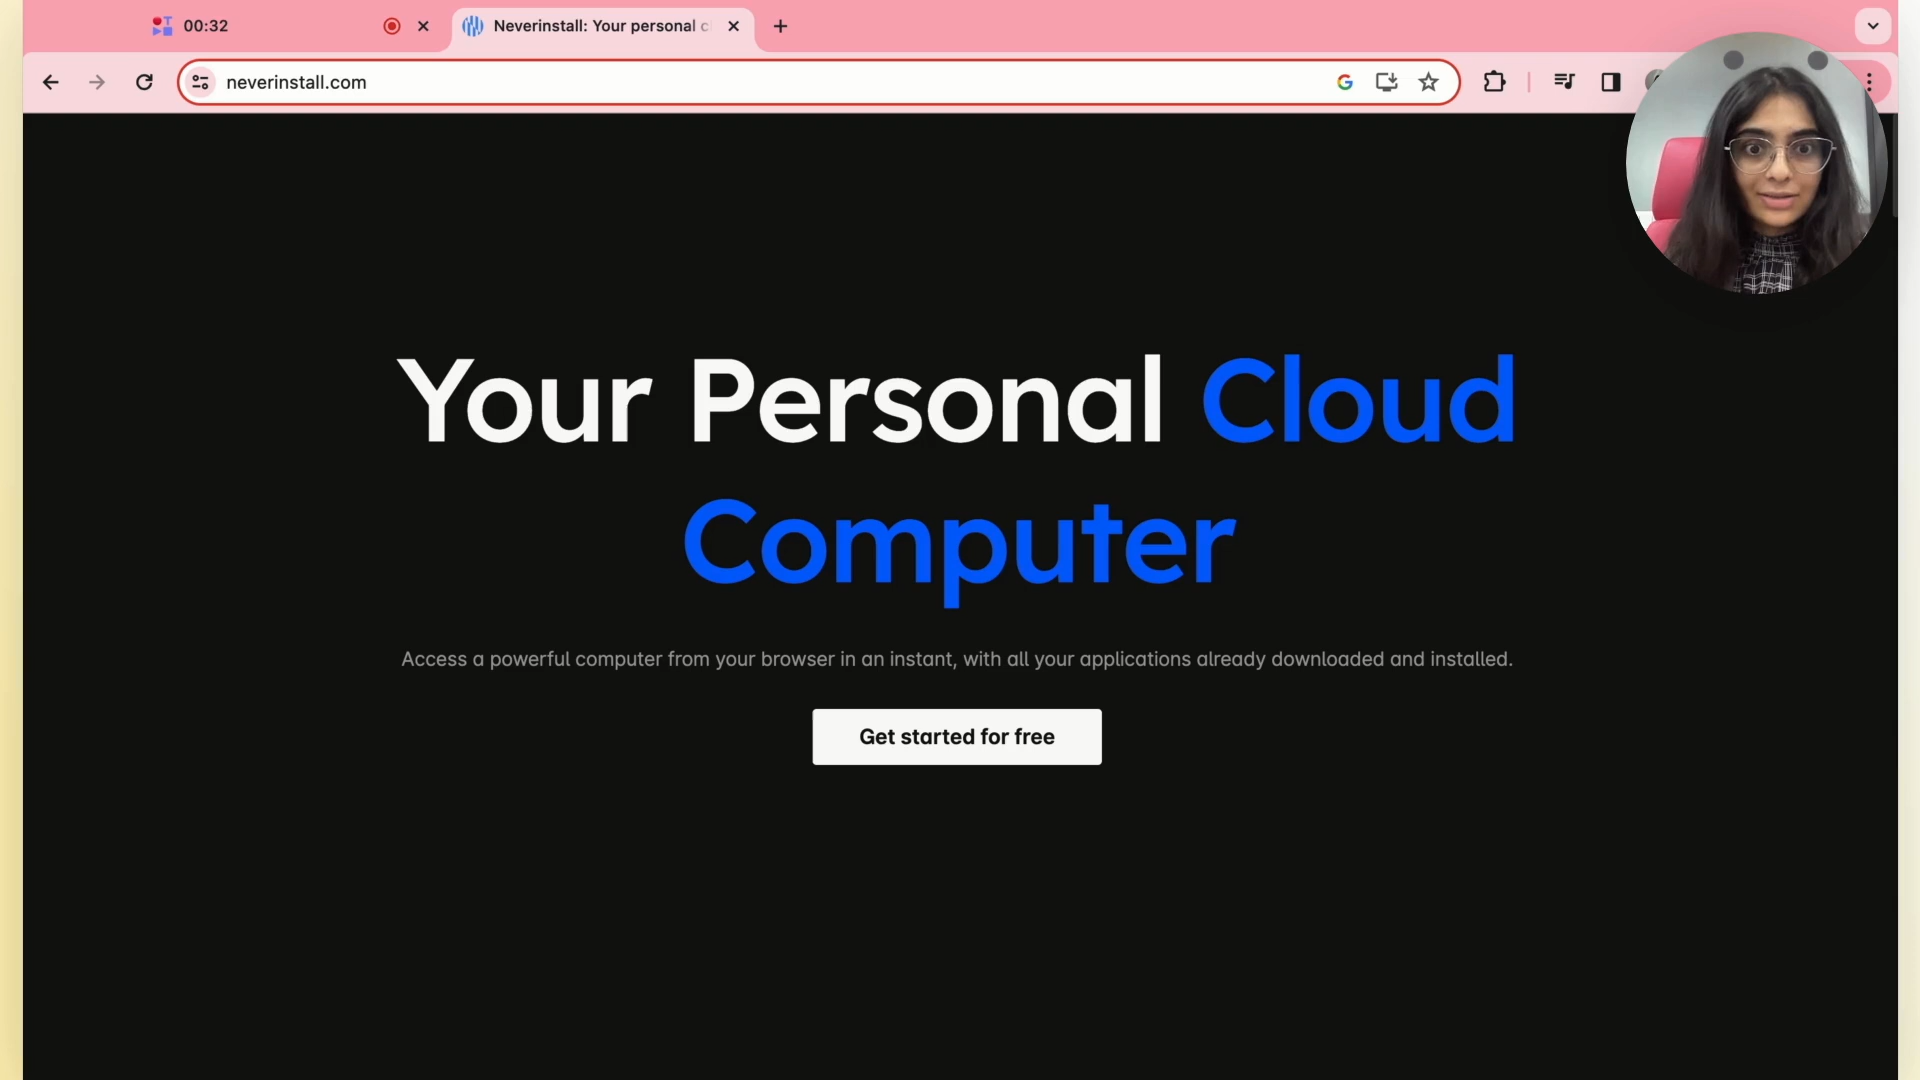 00:32
Neverinstall: Your personal c
neverinstall.com
Your Personal Cloud
Computer
Access a powerful computer from your browser in an instant, with all your applications already downloaded and installed.
Get started for free